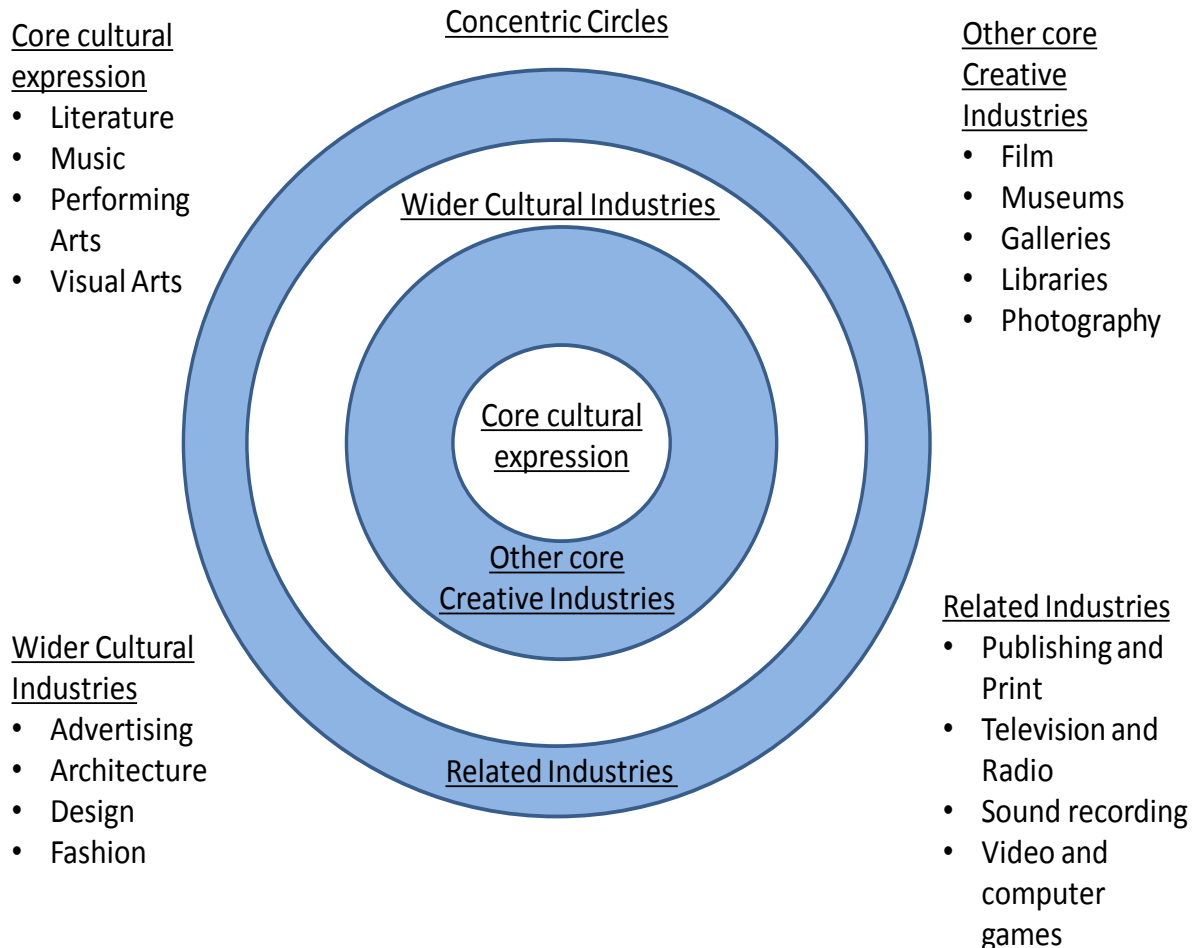 Concentric Circles
Core cultural
expression
• Literature
• Music
• Performing
Arts
• Visual Arts
Other core
Creative
Industries
• Film
• Museums
• Galleries
• Libraries
• Photography
Wider Cultural Industries
Core cultural
expression
Other core
Creative Industries
Related Industries
Wider Cultural
Industries
• Advertising
• Architecture
• Design
• Fashion
Related Industries
• Publishing and
Print
• Television and
Radio
• Sound recording
• Video and
computer
games